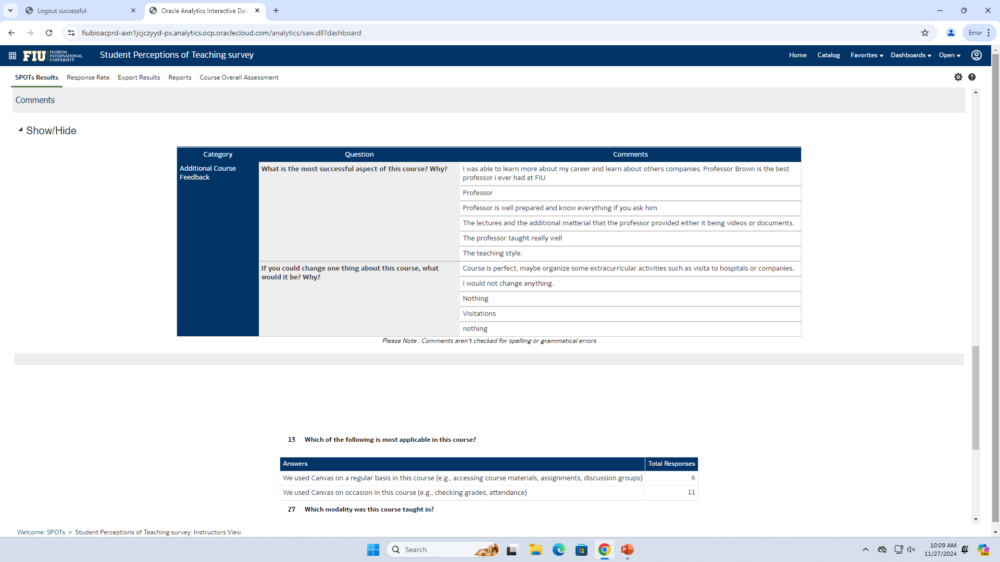 Logout successful
Oracle Analytics Interactive Das
fiubioacprd-axn1jcjczyyd-px.analytics.ocp.oraclecloud.com/analytics/saw.dll?dashboard
Error
FIU FLORIDA INTERNATIONAL UNIVERSITY
Student Perceptions of Teaching survey
Home Catalog Favorites Dashboards Open
SPOTs Results Response Rate Export Results Reports Course Overall Assessment
Comments
Show/Hide
Category Question Comments
Additional Course
Feedback
What is the most successful aspect of this course? Why?
I was able to learn more about my career and learn about others companies. Professor Brown is the best
professor i ever had at FIU
Professor
Professor is well prepared and know everything if you ask him
The lectures and the additional matterial that the professor provided either it being videos or documents.
The professor taught really well
The teaching style.
If you could change one thing about this course, what
would it be? Why?
Course is perfect, maybe organize some extracurricular activities such as visita to hospitals or companies.
I would not change anything.
Nothing
Visitations
nothing
Please Note : Comments aren't checked for spelling or grammatical errors
13 Which of the following is most applicable in this course?
Answers Total Responses
We used Canvas on a regular basis in this course (e.g., accessing course materials, assignments, discussion groups) 6
We used Canvas on occasion in this course (e.g., checking grades, attendance) 11
27 Which modality was this course taught in?
Welcome: SPOTs > Student Perceptions of Teaching survey: Instructors View
Search
10:09 AM
11/27/2024
PRE